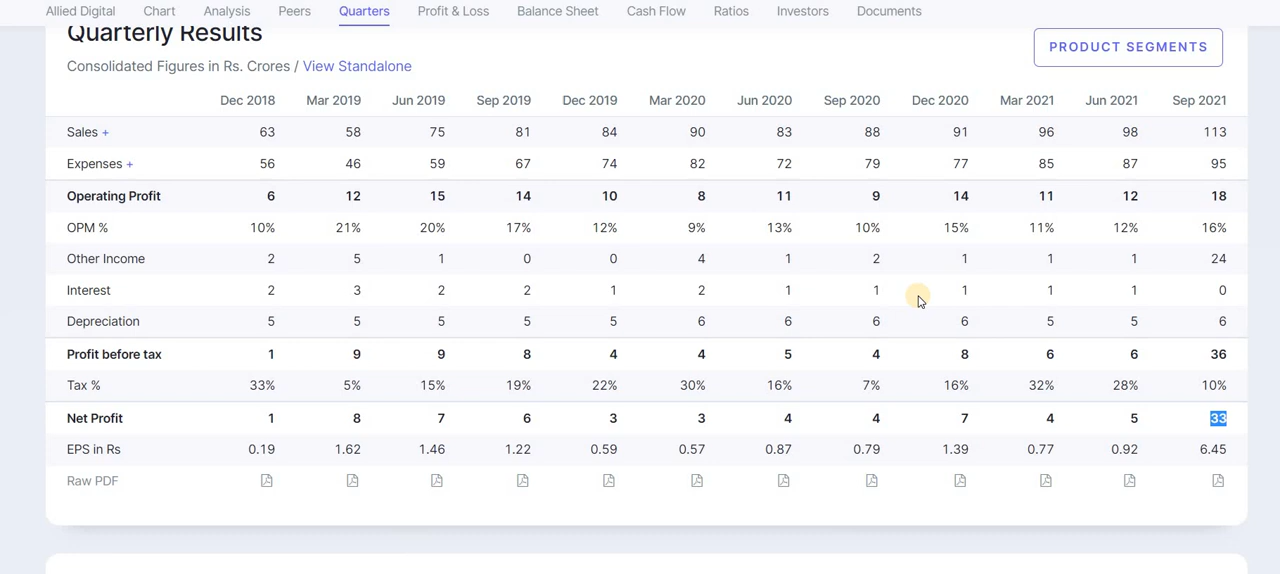 Allied Digital Chart Analysis Peers Quarters Profit & Loss Balance Sheet Cash Flow Ratios Investors Documents
Quarterly Results
PRODUCT SEGMENTS
Consolidated Figures in Rs. Crores / View Standalone
Dec 2018 Mar 2019 Jun 2019 Sep 2019 Dec 2019 Mar 2020 Jun 2020 Sep 2020 Dec 2020 Mar 2021 Jun 2021 Sep 2021
Sales + 63 58 75 81 84 90 83 88 91 96 98 113
Expenses + 56 46 59 67 74 82 72 79 77 85 87 95
Operating Profit 6 12 15 14 10 8 11 9 14 11 12 18
OPM % 10% 21% 20% 17% 12% 9% 13% 10% 15% 11% 12% 16%
Other Income 2 5 1 0 0 4 1 2 1 1 1 24
Interest 2 3 2 2 1 2 1 1 1 1 1 0
Depreciation 5 5 5 5 5 6 6 6 6 5 5 6
Profit before tax 1 9 9 8 4 4 5 4 8 6 6 36
Tax % 33% 5% 15% 19% 22% 30% 16% 7% 16% 32% 28% 10%
Net Profit 1 8 7 6 3 3 4 4 7 4 5 33
EPS in Rs 0.19 1.62 1.46 1.22 0.59 0.57 0.87 0.79 1.39 0.77 0.92 6.45
Raw PDF